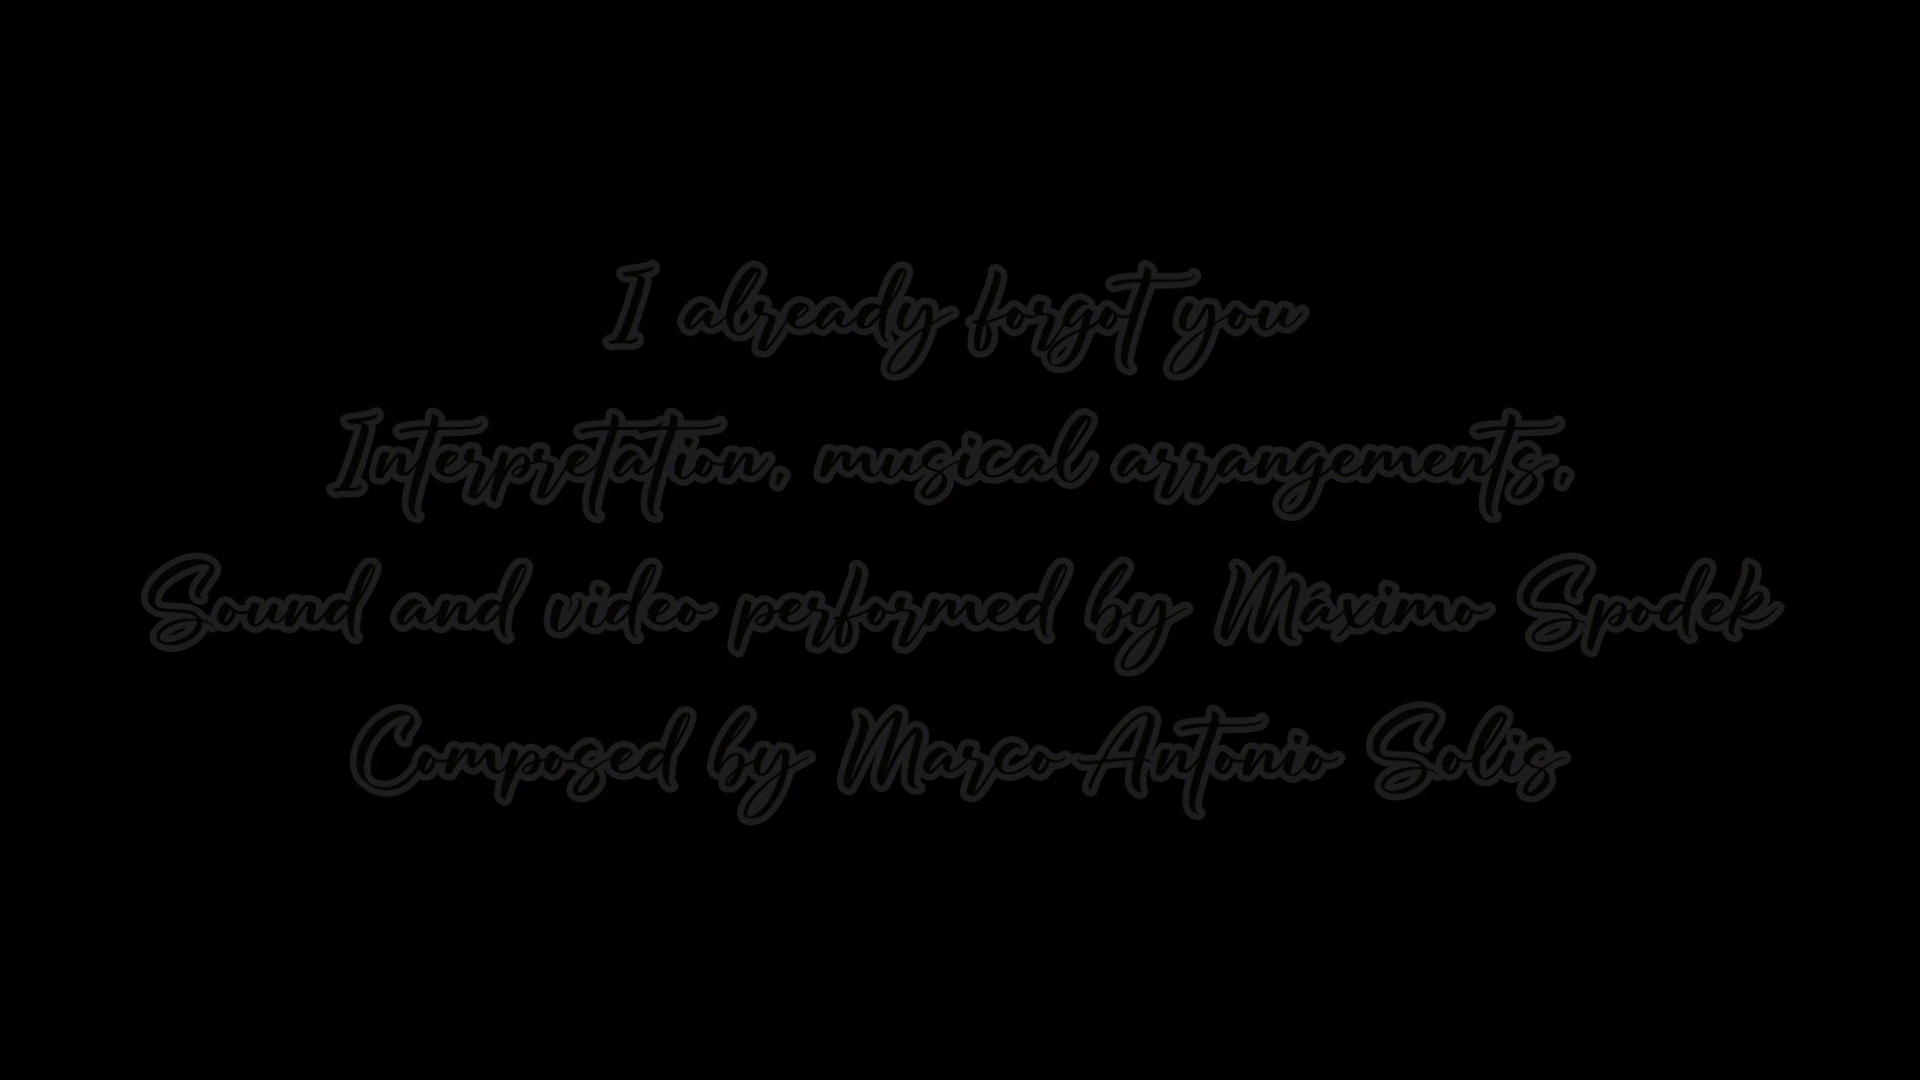 I already forgot you
Interpretation, musical arrangements,
Sound and video performed by Máximo Spodek
Composed by Marco Antonio Solis